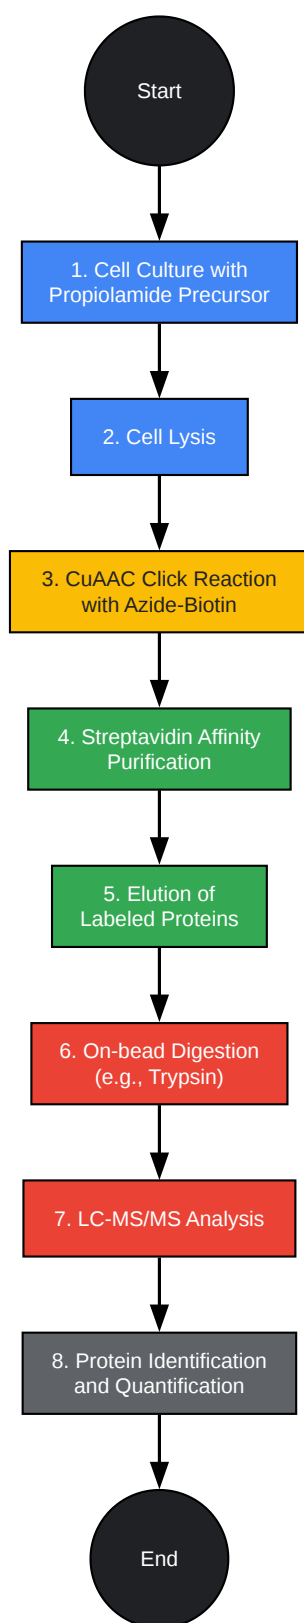 Start
1. Cell Culture with
Propiolamide Precursor
2. Cell Lysis
3. CuAAC Click Reaction
with Azide-Biotin
4. Streptavidin Affinity
Purification
5. Elution of
Labeled Proteins
6. On-bead Digestion
(e.g., Trypsin)
7. LC-MS/MS Analysis
8. Protein Identification
and Quantification
End